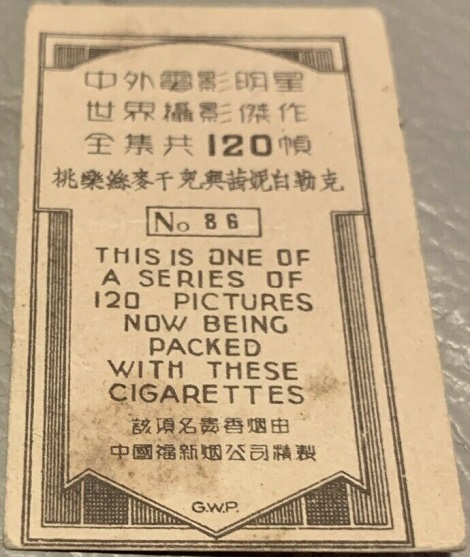 中外電影明星
世界攝影傑作
全集共120幀
桃樂絲麥千克與茜妮白勒克
No 86
THIS IS ONE OF
A SERIES OF
120 PICTURES
NOW BEING
PACKED
WITH THESE
CIGARETTES
該項名貴香烟由
中國福新烟公司精製
G.W.P.